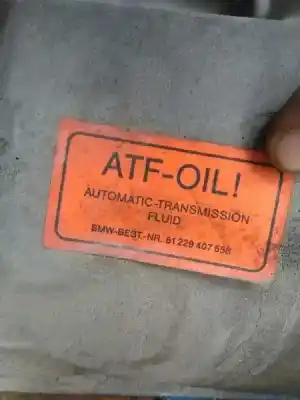 ATF-OIL!
AUTOMATIC-TRANSMISSION
FLUID
BMW-BEST.-NR. 81 229 407 558